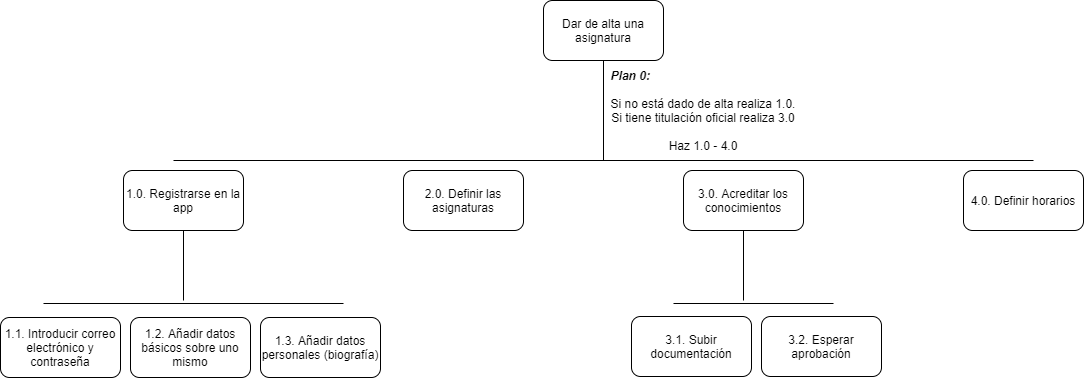 Dar de alta una
asignatura
Plan 0:
Si no está dado de alta realiza 1.0.
Si tiene titulación oficial realiza 3.0
Haz 1.0 - 4.0
1.0. Registrarse en la
app
2.0. Definir las
asignaturas
3.0. Acreditar los
conocimientos
4.0. Definir horarios
1.1. Introducir correo
electrónico y
contraseña
1.2. Añadir datos
básicos sobre uno
mismo
1.3. Añadir datos
personales (biografía)
3.1. Subir
documentación
3.2. Esperar
aprobación